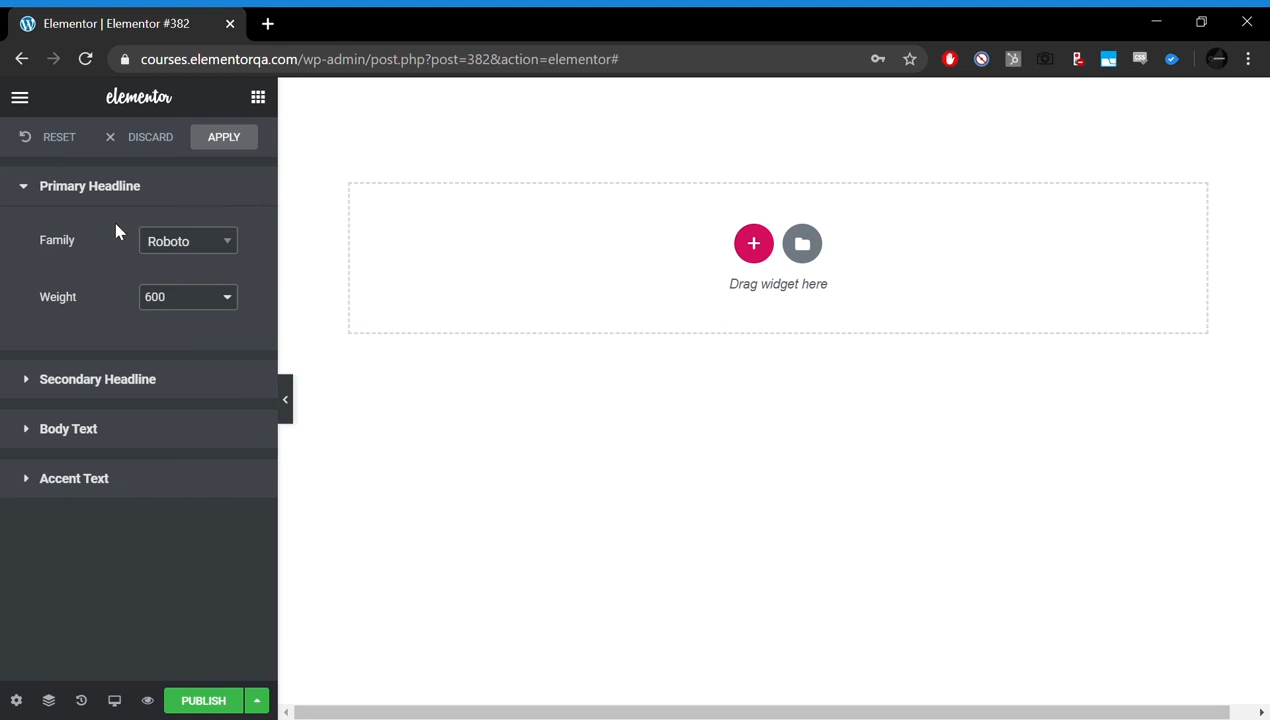 Elementor | Elementor #382
courses.elementorqa.com/wp-admin/post.php?post=382&action=elementor#
elementor
RESET DISCARD APPLY
Primary Headline
Family Roboto
Weight 600
Secondary Headline
Body Text
Accent Text
PUBLISH
Drag widget here